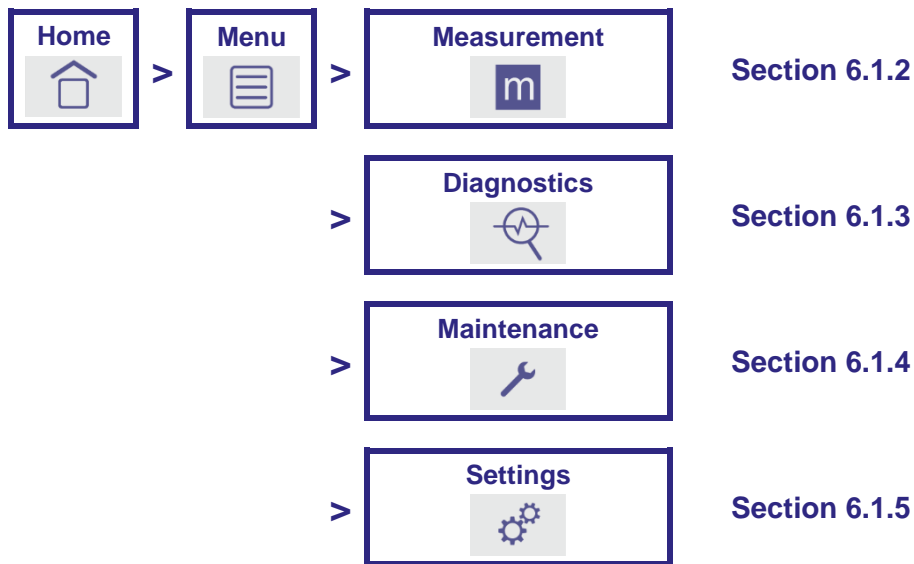 Home > Menu > Measurement Section 6.1.2
m
> Diagnostics Section 6.1.3
> Maintenance Section 6.1.4
> Settings Section 6.1.5